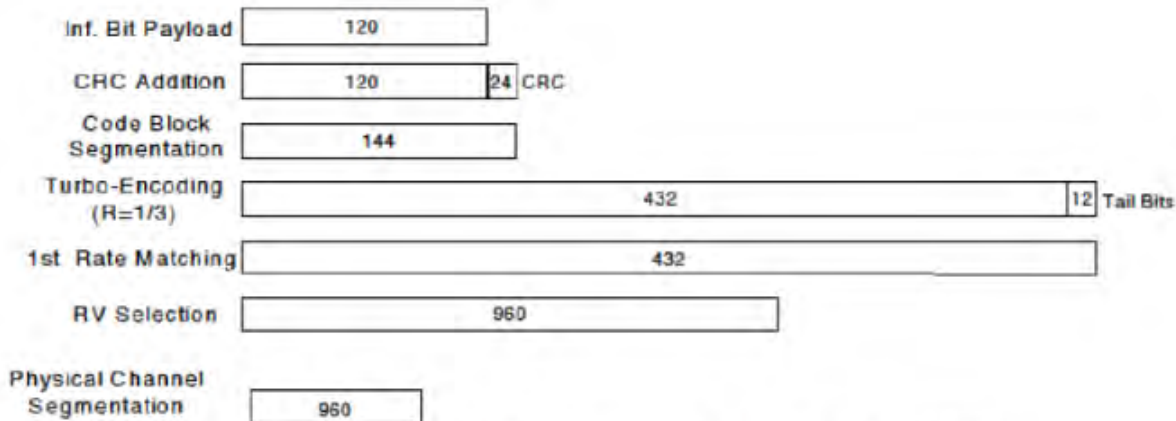 Inf. Bit Payload 120
CRC Addition 120 24 CRC
Code Block
Segmentation 144
Turbo-Encoding
(R=1/3) 432 12 Tail Bits
1st Rate Matching 432
RV Selection 960
Physical Channel
Segmentation 960